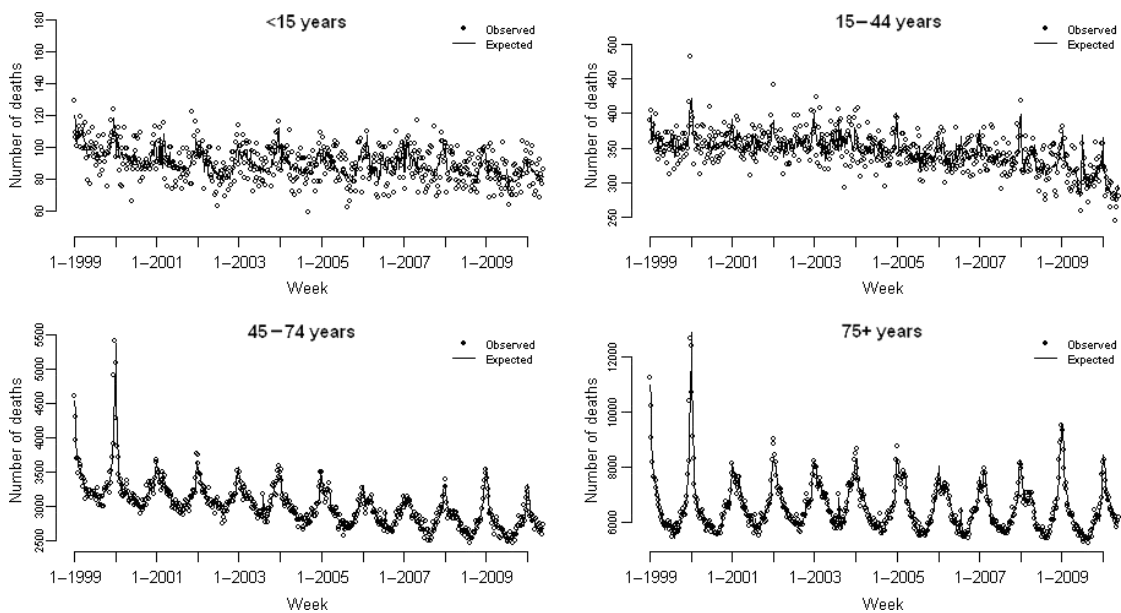 <15 years
Observed
Expected
Number of deaths
180
160
140
120
100
80
60
1–1999
1–2001
1–2003
1–2005
1–2007
1–2009
Week
15–44 years
Observed
Expected
Number of deaths
500
450
400
350
300
250
1–1999
1–2001
1–2003
1–2005
1–2007
1–2009
Week
45–74 years
Observed
Expected
Number of deaths
5500
5000
4500
4000
3500
3000
2500
1–1999
1–2001
1–2003
1–2005
1–2007
1–2009
Week
75+ years
Observed
Expected
Number of deaths
12000
10000
8000
6000
1–1999
1–2001
1–2003
1–2005
1–2007
1–2009
Week